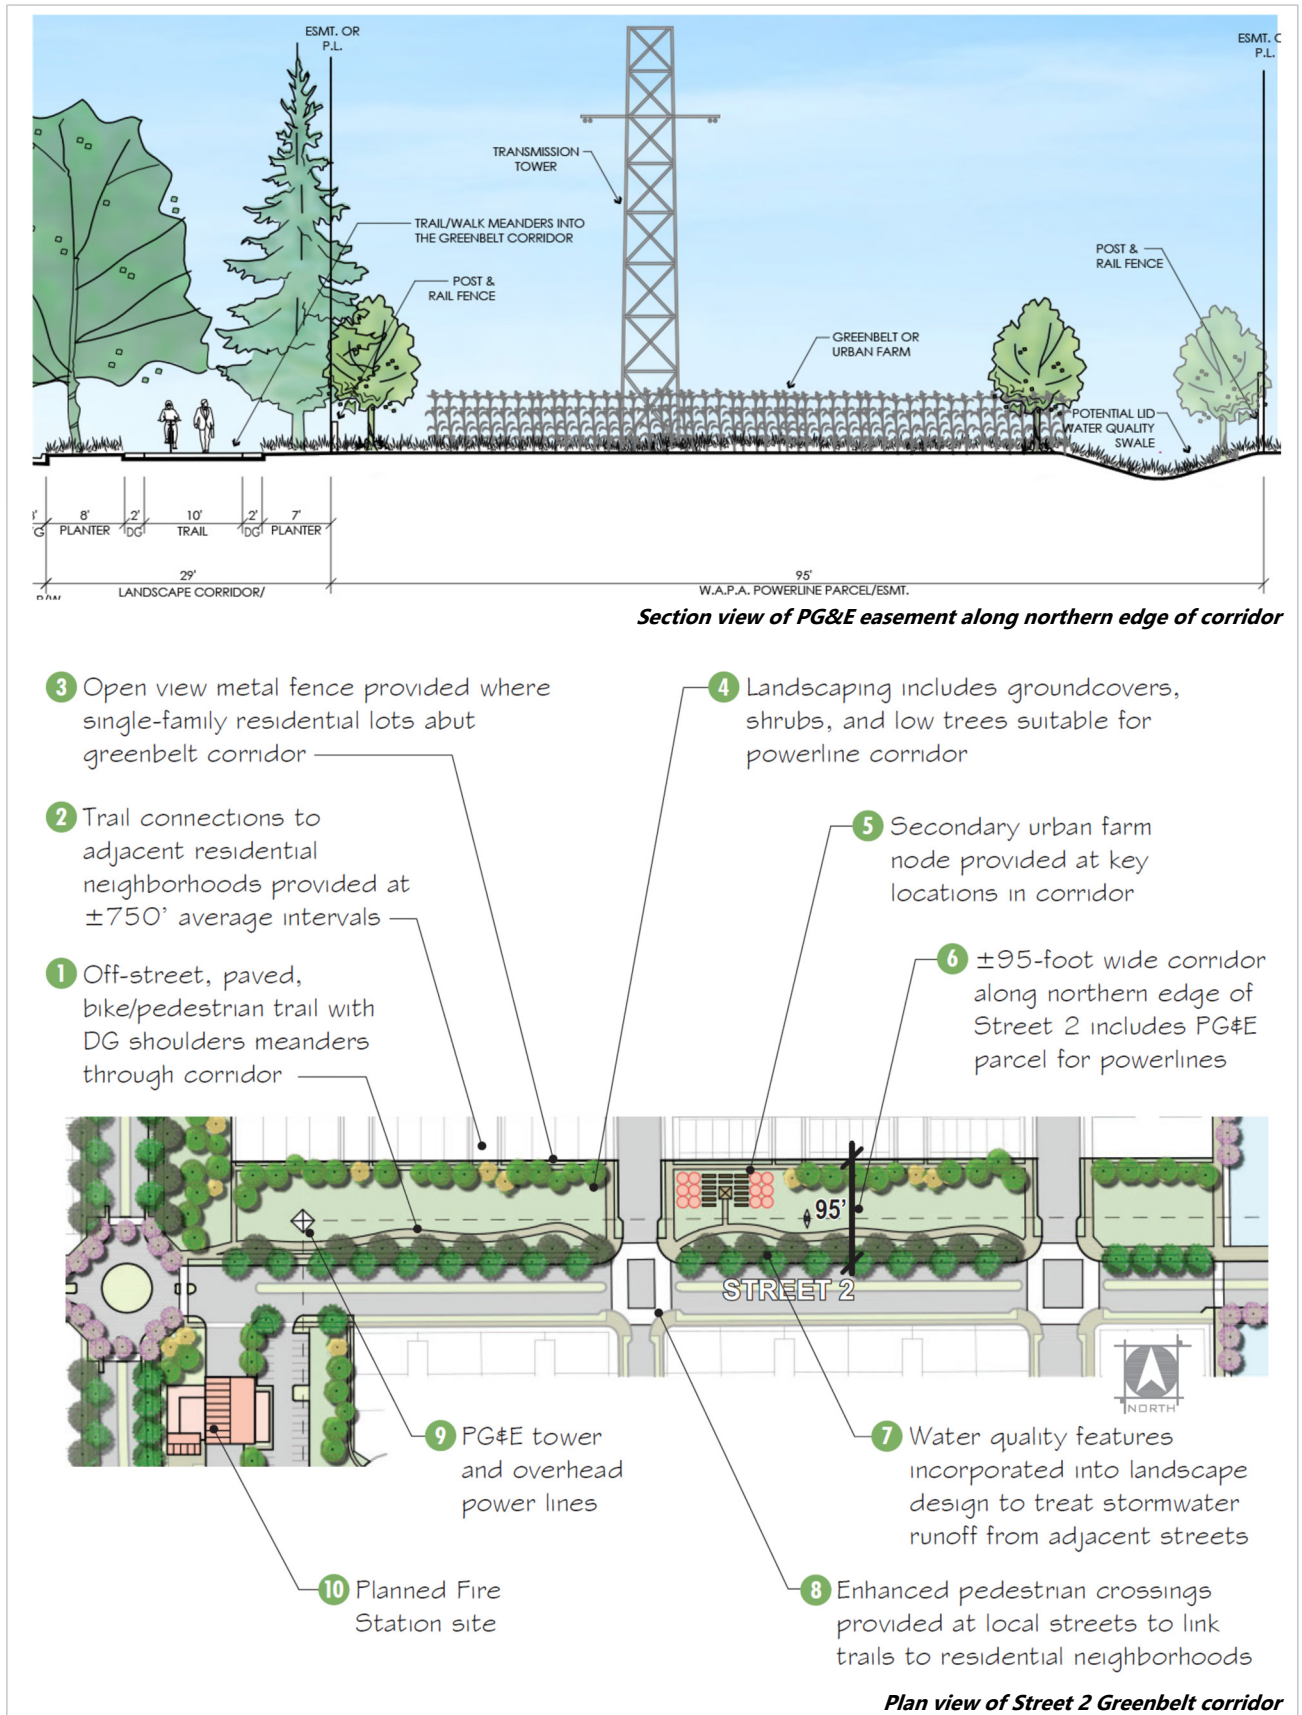 ESMT. OR
P.L.
ESMT. O
P.L.
TRANSMISSION
TOWER
TRAIL/WALK MEANDERS INTO
THE GREENBELT CORRIDOR
POST &
RAIL FENCE
POST &
RAIL FENCE
GREENBELT OR
URBAN FARM
POTENTIAL LID
WATER QUALITY
SWALE
8'
PLANTER
2'
DG
10'
TRAIL
2'
DG
7'
PLANTER
29'
LANDSCAPE CORRIDOR/
R/W
95'
W.A.P.A. POWERLINE PARCEL/ESMT.
Section view of PG&E easement along northern edge of corridor
3 Open view metal fence provided where
single-family residential lots abut
greenbelt corridor
4 Landscaping includes groundcovers,
shrubs, and low trees suitable for
powerline corridor
2 Trail connections to
adjacent residential
neighborhoods provided at
±750' average intervals
5 Secondary urban farm
node provided at key
locations in corridor
1 Off-street, paved,
bike/pedestrian trail with
DG shoulders meanders
through corridor
6 ±95-foot wide corridor
along northern edge of
Street 2 includes PG&E
parcel for powerlines
95'
STREET 2
NORTH
9 PG&E tower
and overhead
power lines
7 Water quality features
incorporated into landscape
design to treat stormwater
runoff from adjacent streets
10 Planned Fire
Station site
8 Enhanced pedestrian crossings
provided at local streets to link
trails to residential neighborhoods
Plan view of Street 2 Greenbelt corridor